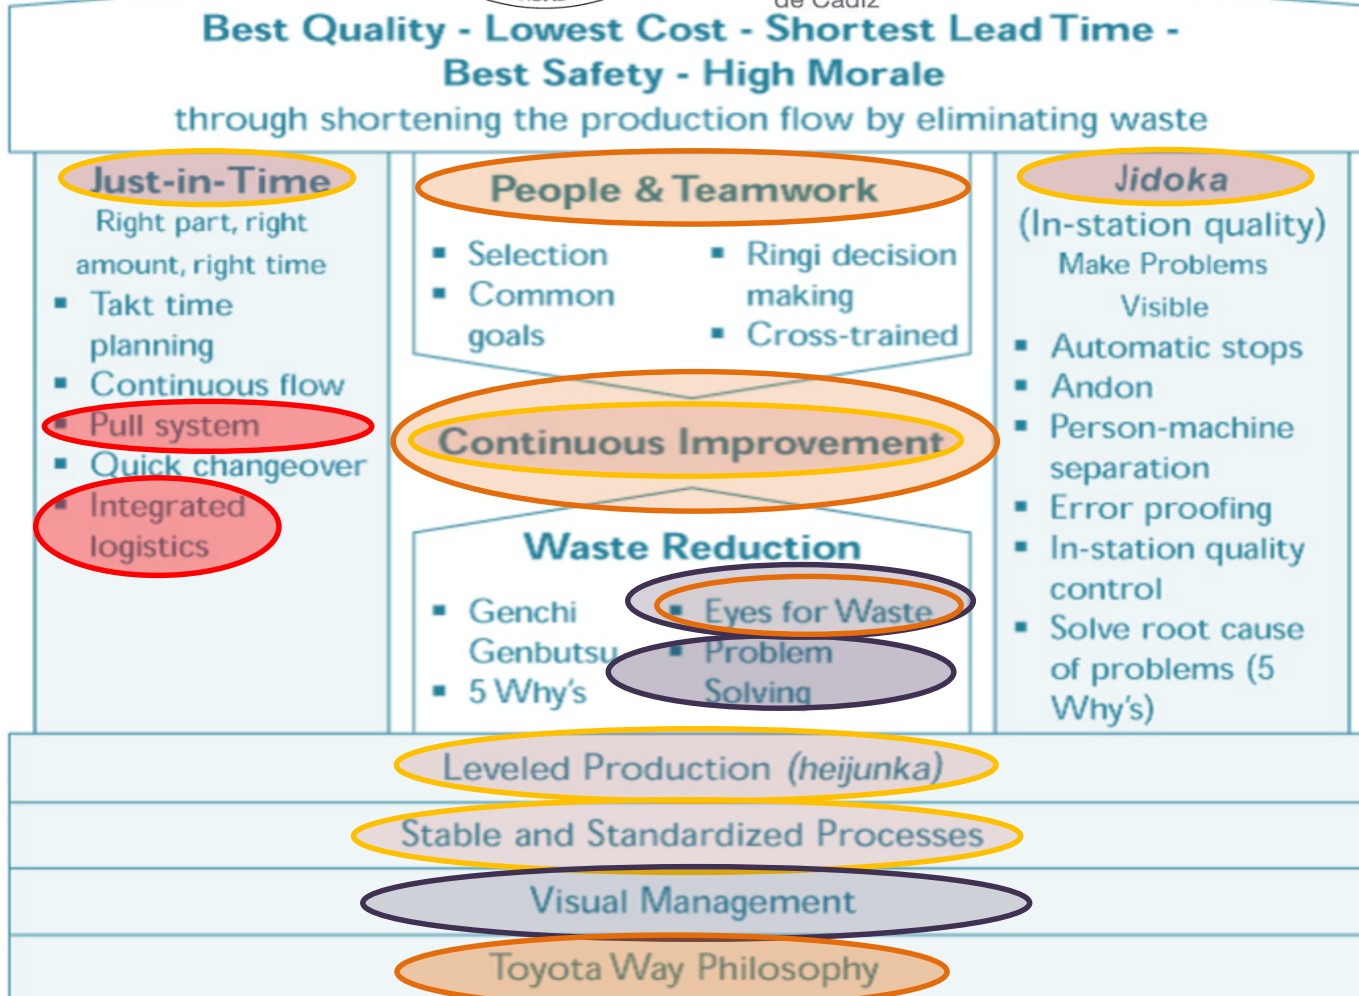 de Cádiz
Best Quality - Lowest Cost - Shortest Lead Time -
Best Safety - High Morale
through shortening the production flow by eliminating waste
Just-in-Time
Right part, right
amount, right time
▪ Takt time
planning
▪ Continuous flow
▪ Pull system
▪ Quick changeover
▪ Integrated
logistics
People & Teamwork
▪ Selection
▪ Common
goals
▪ Ringi decision
making
▪ Cross-trained
Continuous Improvement
Waste Reduction
▪ Genchi
Genbutsu
▪ 5 Why's
▪ Eyes for Waste
▪ Problem
Solving
Jidoka
(In-station quality)
Make Problems
Visible
▪ Automatic stops
▪ Andon
▪ Person-machine
separation
▪ Error proofing
▪ In-station quality
control
▪ Solve root cause
of problems (5
Why's)
Leveled Production (heijunka)
Stable and Standardized Processes
Visual Management
Toyota Way Philosophy